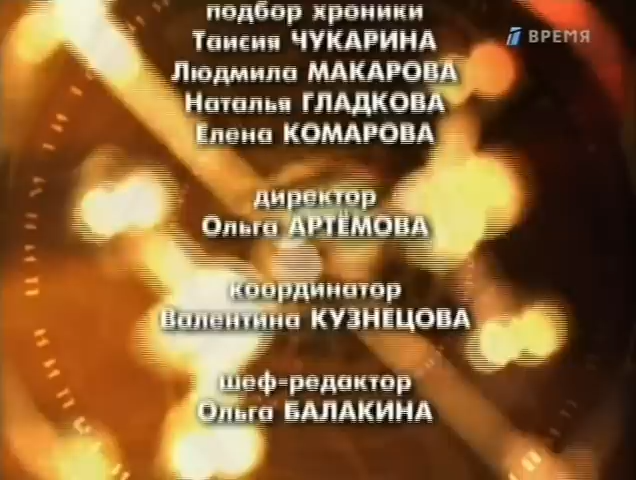 подбор хроники
1 ВРЕМЯ
Таисия ЧУКАРИНА
Людмила МАКАРОВА
Наталья ГЛАДКОВА
Елена КОМАРОВА
директор
Ольга АРТЁМОВА
координатор
Валентина КУЗНЕЦОВА
шеф-редактор
Ольга БАЛАКИНА